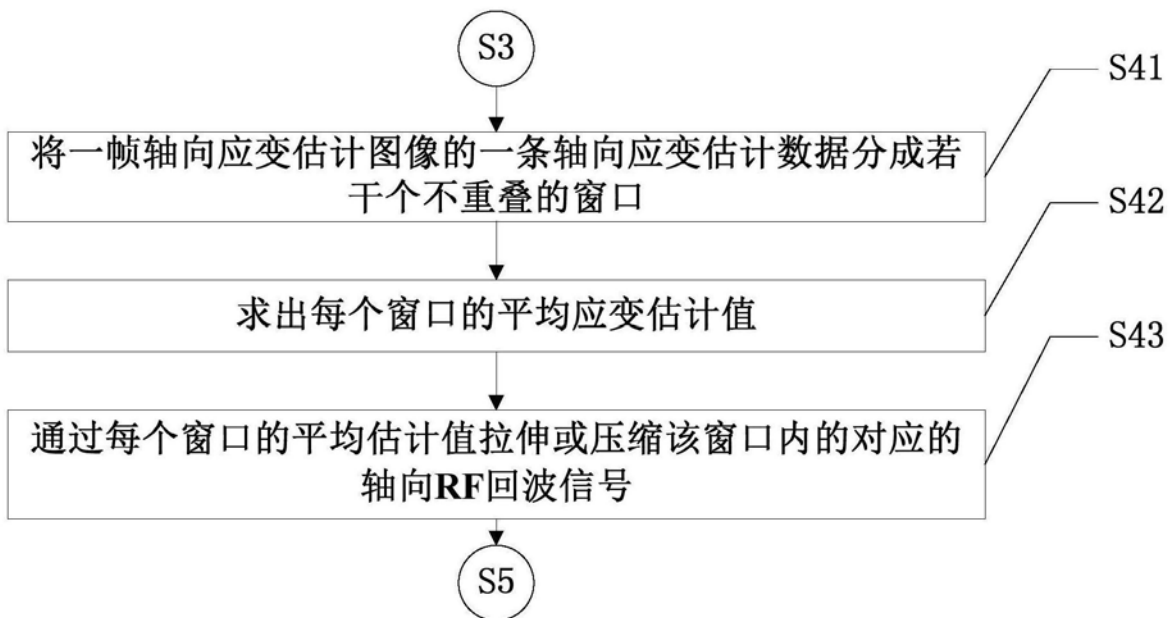 S3
S41
将一帧轴向应变估计图像的一条轴向应变估计数据分成若
干个不重叠的窗口
S42
求出每个窗口的平均应变估计值
S43
通过每个窗口的平均估计值拉伸或压缩该窗口内的对应的
轴向RF回波信号
S5